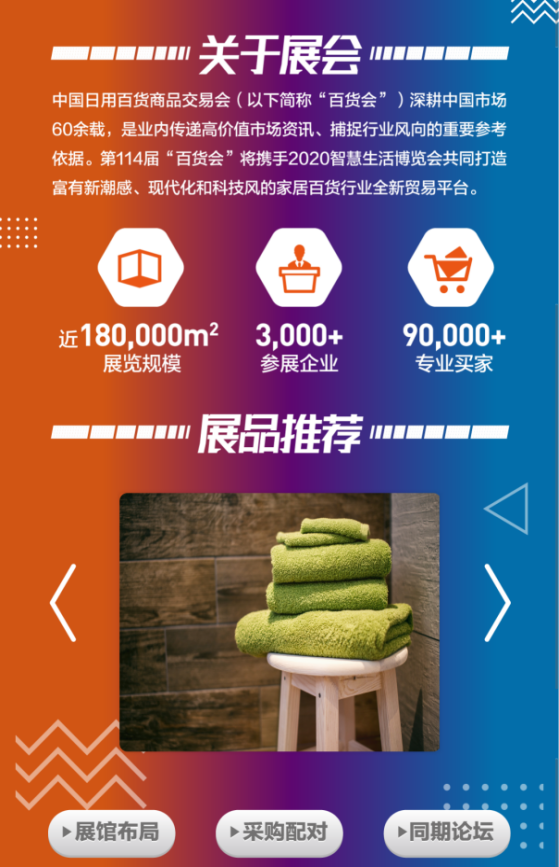 关于展会
中国日用百货商品交易会（以下简称“百货会”）深耕中国市场
60余载，是业内传递高价值市场资讯、捕捉行业风向的重要参考
依据。第114届“百货会”将携手2020智慧生活博览会共同打造
富有新潮感、现代化和科技风的家居百货行业全新贸易平台。
近180,000m² 3,000+ 90,000+
展览规模 参展企业 专业买家
展品推荐
展馆布局 采购配对 同期论坛